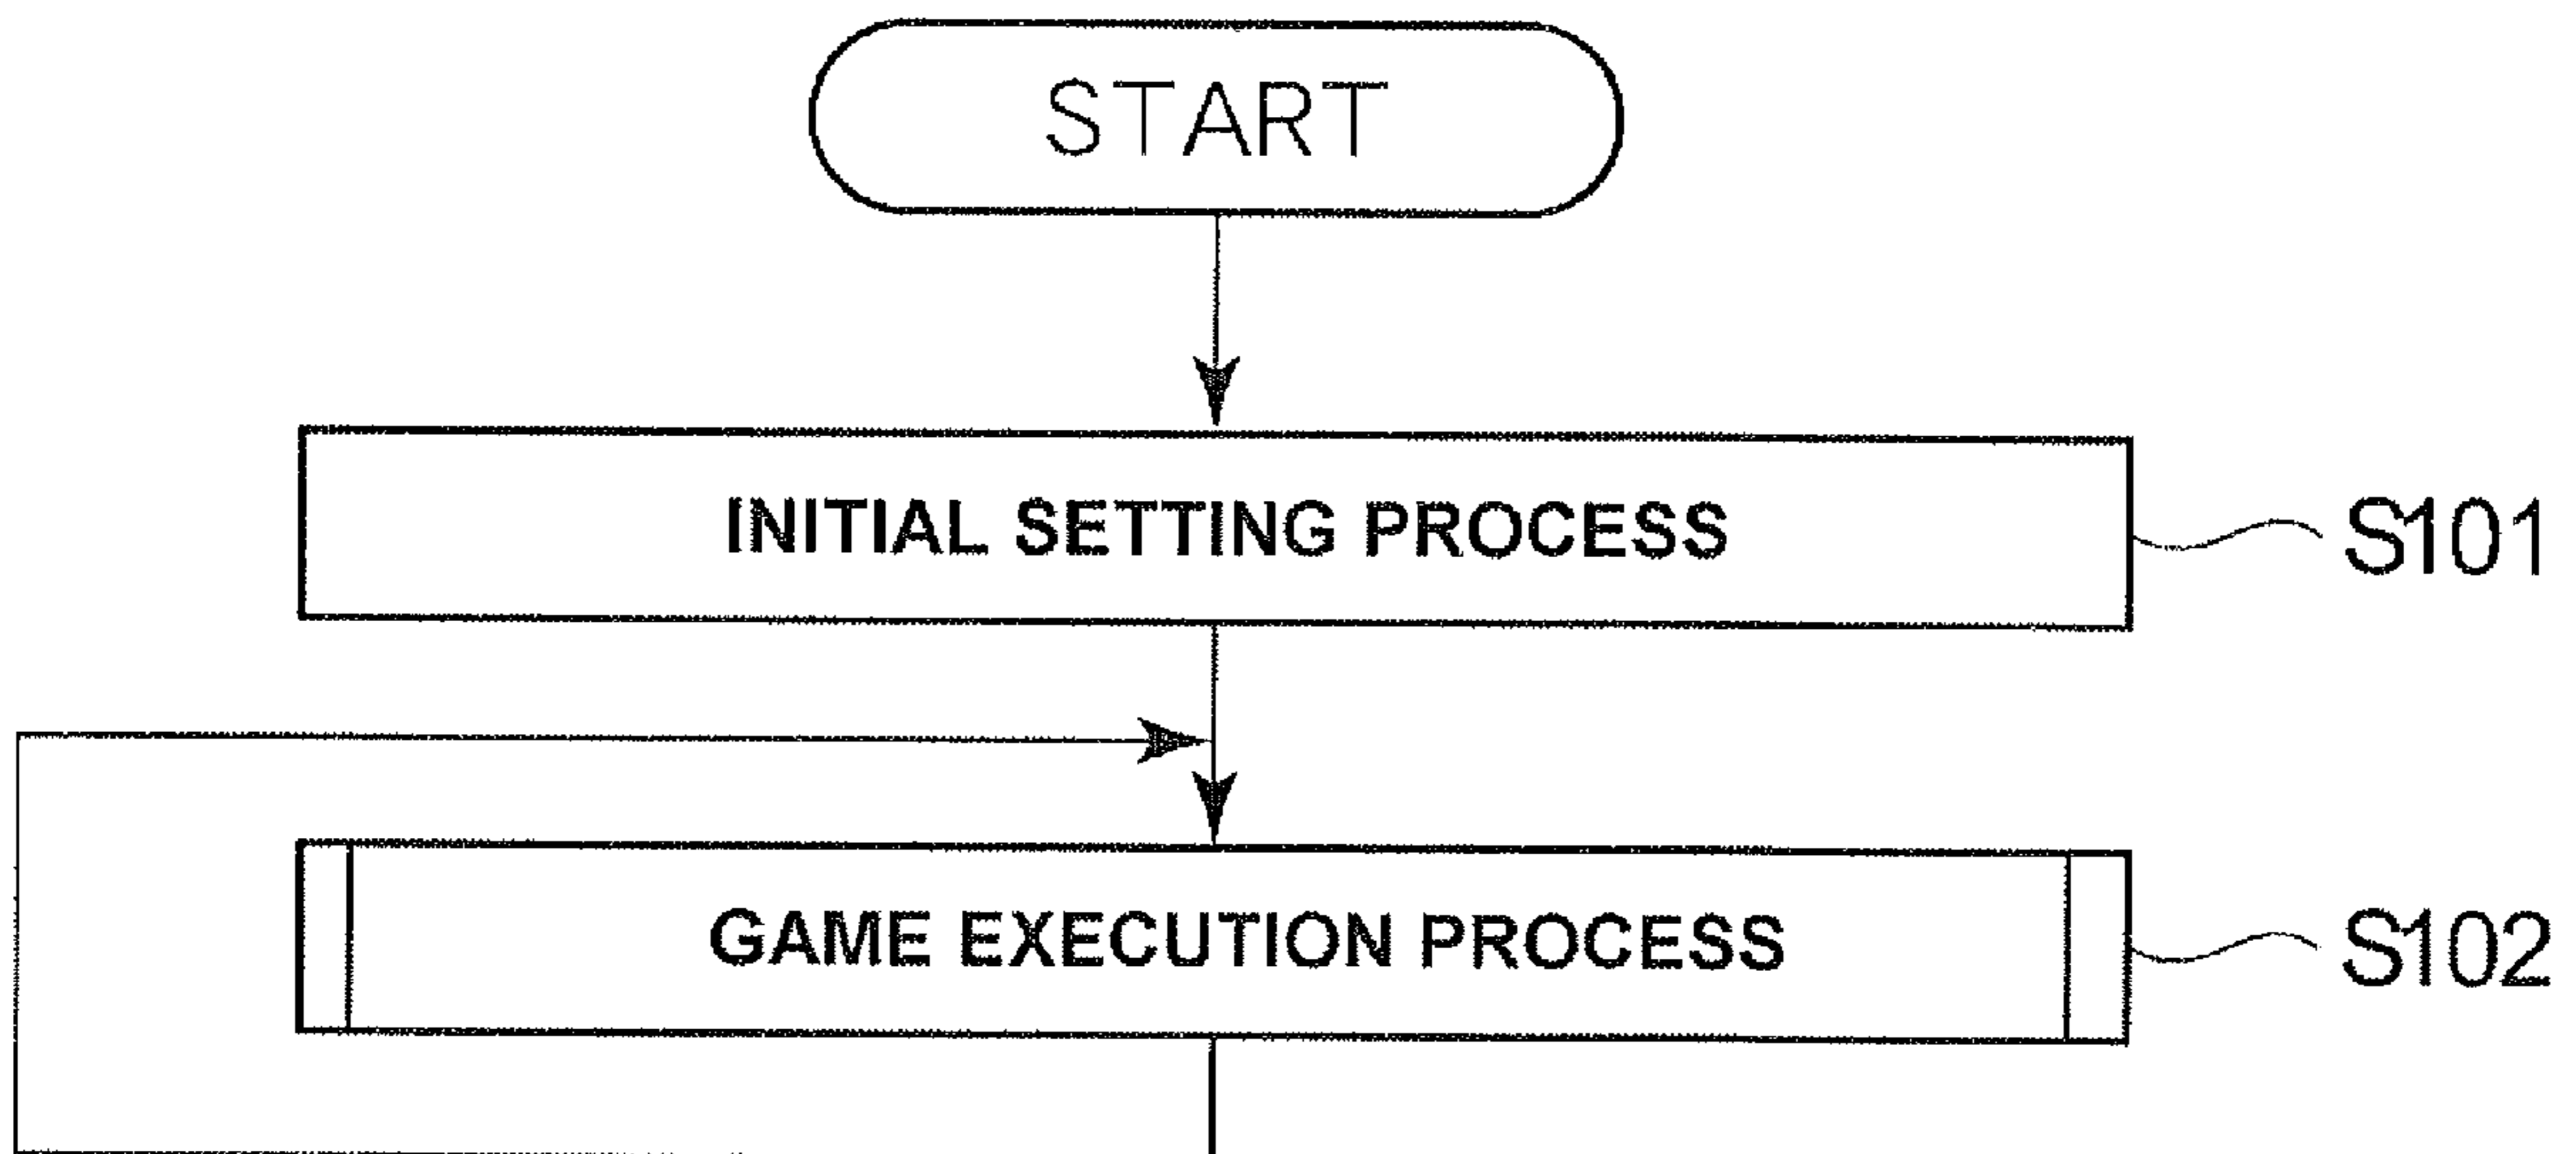 START
INITIAL SETTING PROCESS
S101
GAME EXECUTION PROCESS
S102